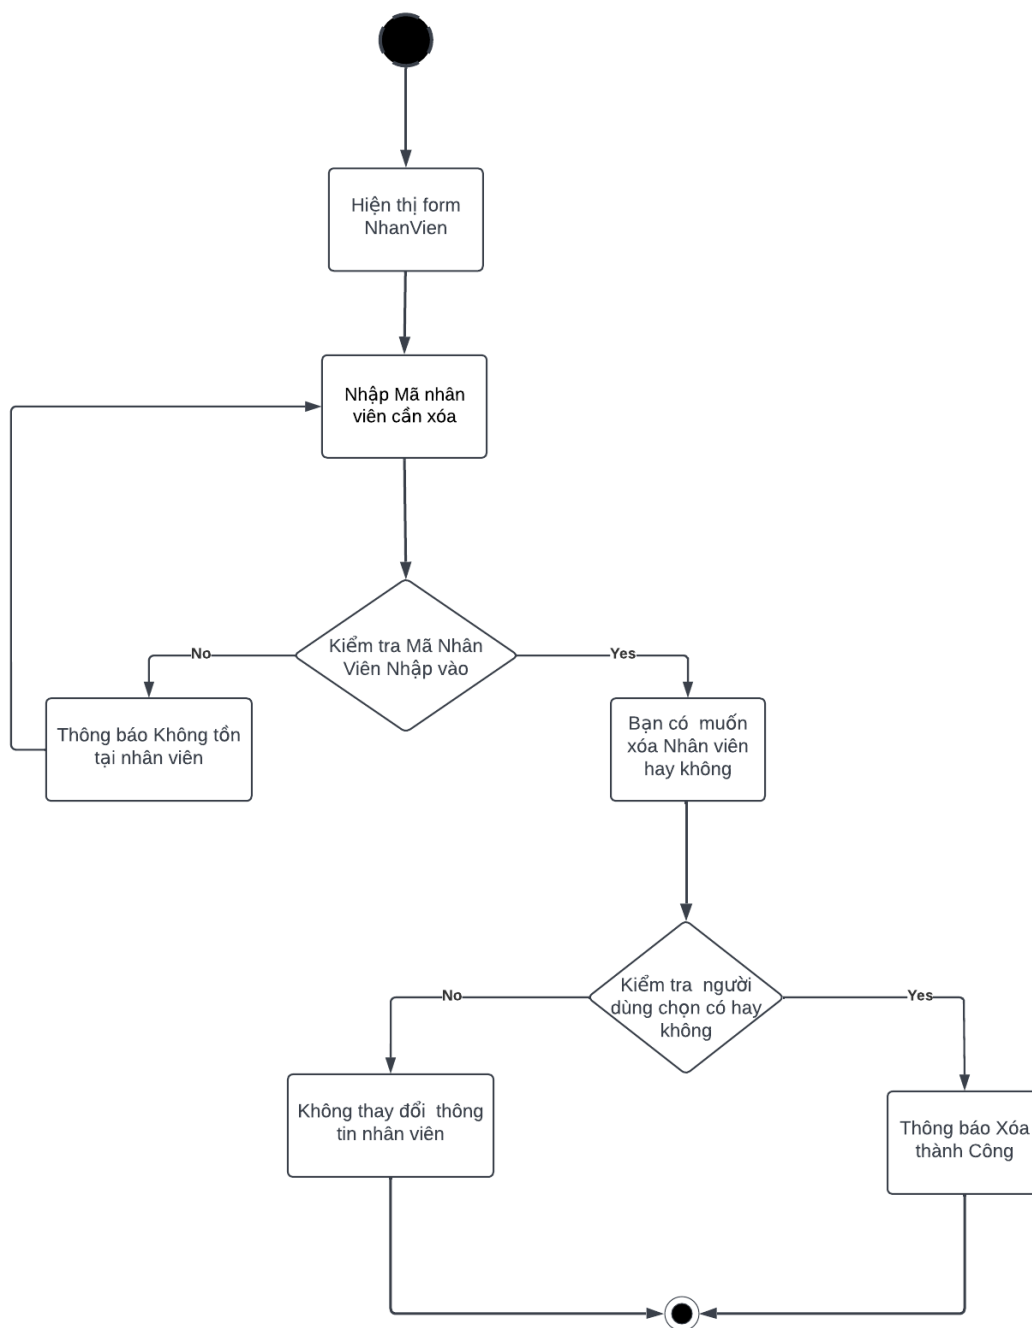 Hiện thị form
NhanVien
Nhập Mã nhân
viên cần xóa
Kiểm tra Mã Nhân
Viên Nhập vào
No
Yes
Thông báo Không tồn
tại nhân viên
Bạn có muốn
xóa Nhân viên
hay không
Kiểm tra người
dùng chọn có hay
không
No
Yes
Không thay đổi thông
tin nhân viên
Thông báo Xóa
thành Công